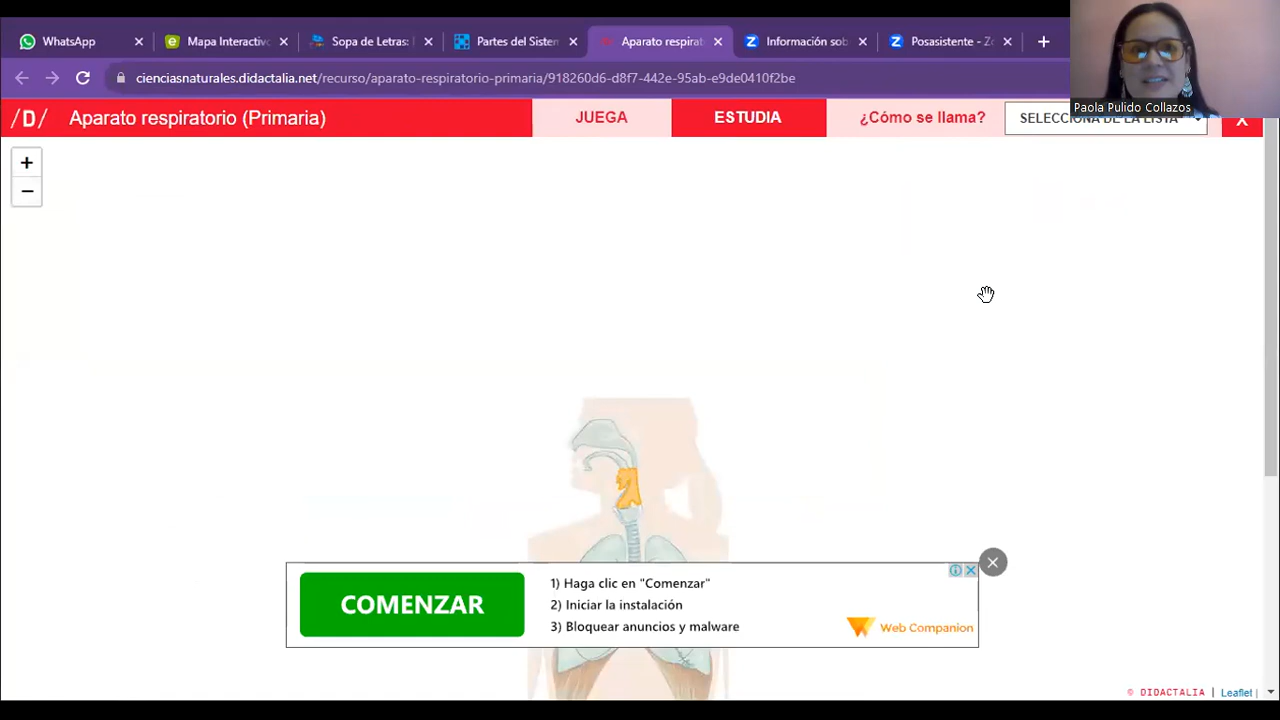 WhatsApp
Mapa Interactivo
Sopa de Letras:
Partes del Sistem
Aparato respirat
Información sob
Posasistente - Zo
cienciasnaturales.didactalia.net/recurso/aparato-respiratorio-primaria/918260d6-d8f7-442e-95ab-e9de0410f2be
Paola Pulido Collazos
/D/ Aparato respiratorio (Primaria)
JUEGA
ESTUDIA
¿Cómo se llama?
SELECCIONA DE LA LISTA
X
+
−
COMENZAR
1) Haga clic en "Comenzar"
2) Iniciar la instalación
3) Bloquear anuncios y malware
Web Companion
© DIDACTALIA | Leaflet |